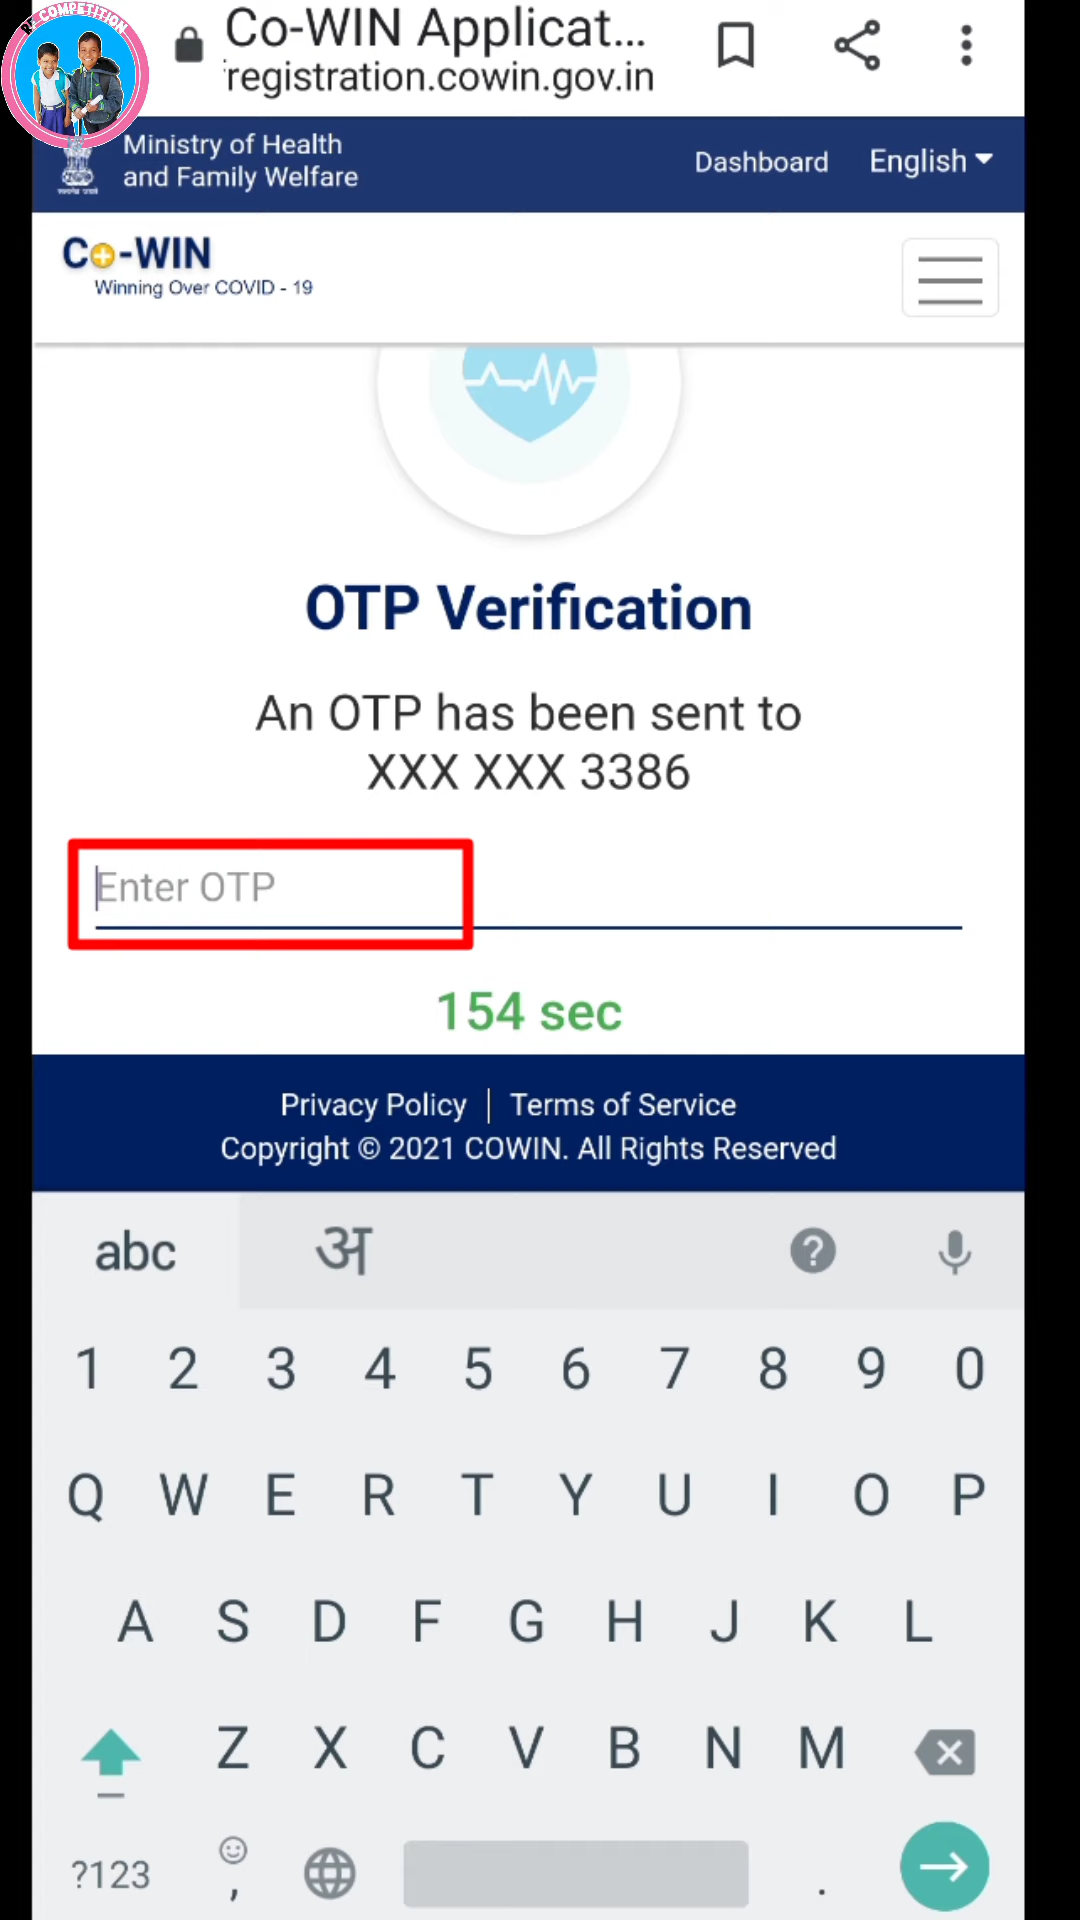 BE COMPETITION
Co-WIN Applicat...
registration.cowin.gov.in
Ministry of Health
and Family Welfare
Dashboard
English
Co-WIN
Winning Over COVID - 19
OTP Verification
An OTP has been sent to
XXX XXX 3386
Enter OTP
154 sec
Privacy Policy | Terms of Service
Copyright © 2021 COWIN. All Rights Reserved
abc अ ?
1 2 3 4 5 6 7 8 9 0
Q W E R T Y U I O P
A S D F G H J K L
Z X C V B N M
?123 , .